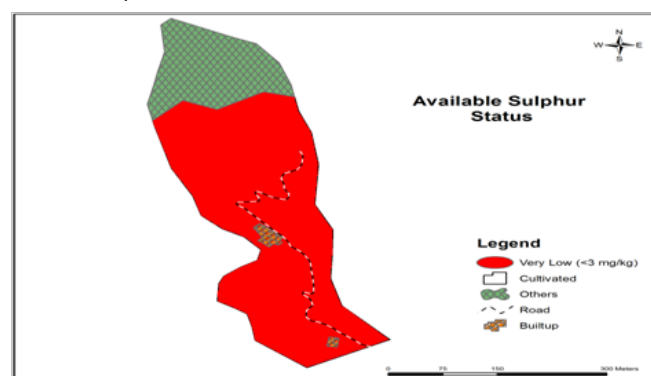 N
W E
S
Available Sulphur
Status
Legend
Very Low (<3 mg/kg)
Cultivated
Others
Road
Builtup
0 75 150 300 Meters